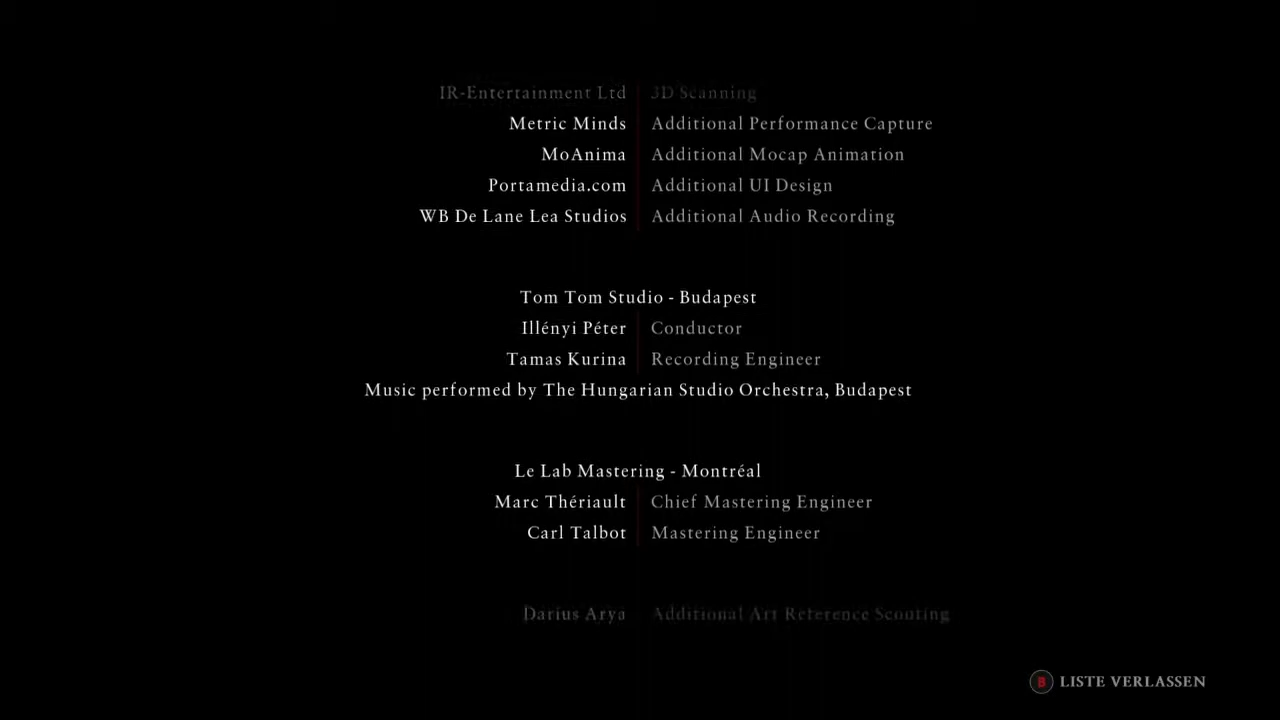 IR-Entertainment Ltd 3D Scanning
Metric Minds Additional Performance Capture
MoAnima Additional Mocap Animation
Portamedia.com Additional UI Design
WB De Lane Lea Studios Additional Audio Recording
Tom Tom Studio - Budapest
Illényi Péter Conductor
Tamas Kurina Recording Engineer
Music performed by The Hungarian Studio Orchestra, Budapest
Le Lab Mastering - Montréal
Marc Thériault Chief Mastering Engineer
Carl Talbot Mastering Engineer
Darius Arya Additional Art Reference Scouting
B LISTE VERLASSEN